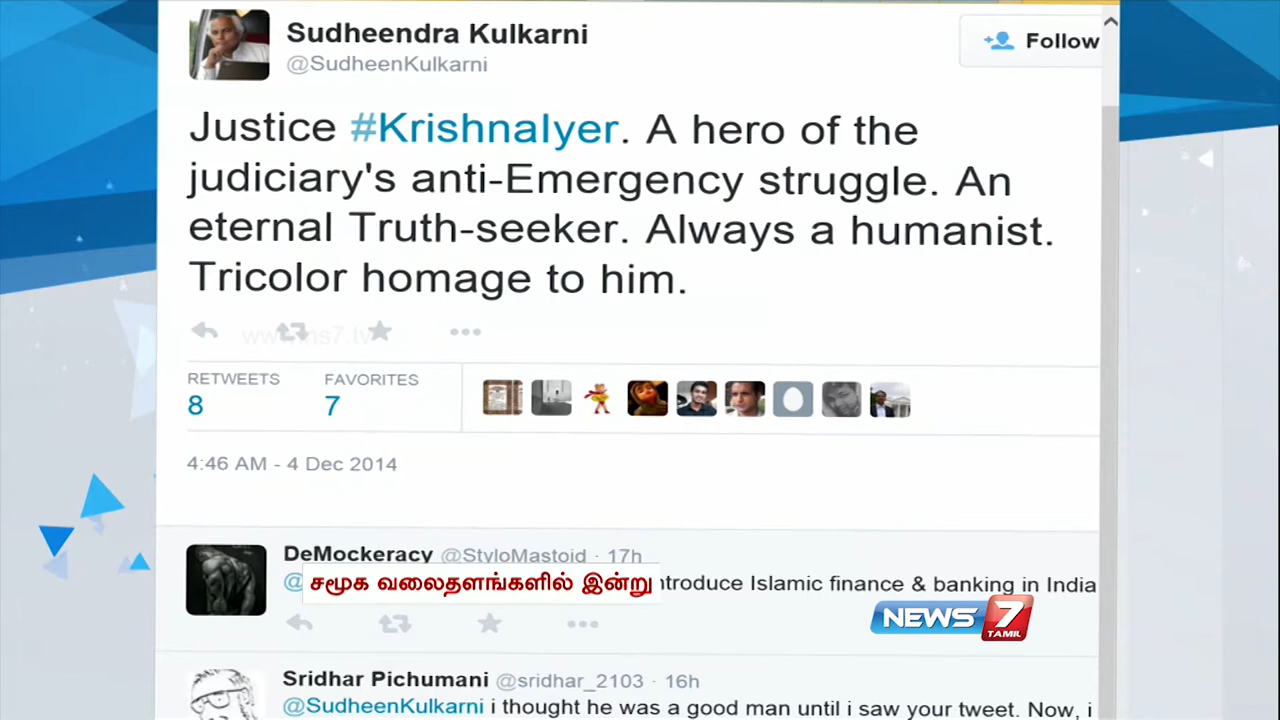 Sudheendra Kulkarni
@SudheenKulkarni
Follow
Justice #KrishnaIyer. A hero of the
judiciary's anti-Emergency struggle. An
eternal Truth-seeker. Always a humanist.
Tricolor homage to him.
RETWEETS FAVORITES
8 7
4:46 AM - 4 Dec 2014
DeMockeracy @StyloMastoid · 17h
@ ntroduce Islamic finance & banking in India
சமூக வலைதளங்களில் இன்று
NEWS 7
TAMIL
Sridhar Pichumani @sridhar_2103 · 16h
@SudheenKulkarni i thought he was a good man until i saw your tweet. Now, i